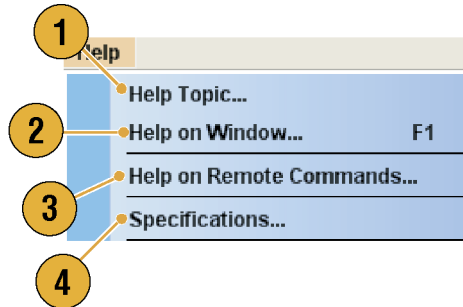 1
Help
Help Topic...
2
Help on Window... F1
3
Help on Remote Commands...
Specifications...
4